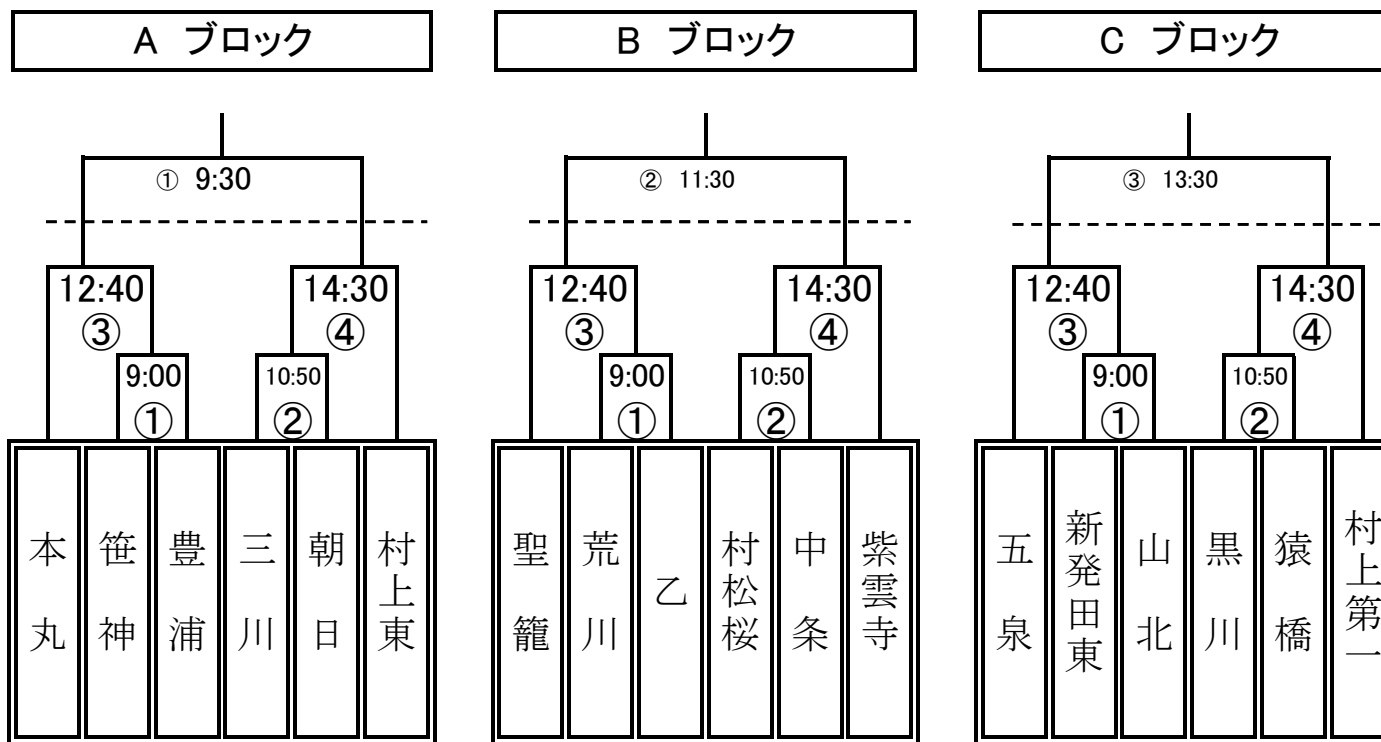 A ブロック
B ブロック
C ブロック
① 9:30
② 11:30
③ 13:30
12:40
14:30
12:40
14:30
12:40
14:30
③
④
③
④
③
④
9:00
10:50
9:00
10:50
9:00
10:50
①
②
①
②
①
②
本丸
笹神
豊浦
三川
朝日
村上東
聖籠
荒川
乙
村松桜
中条
紫雲寺
五泉
新発田東
山北
黒川
猿橋
村上第一